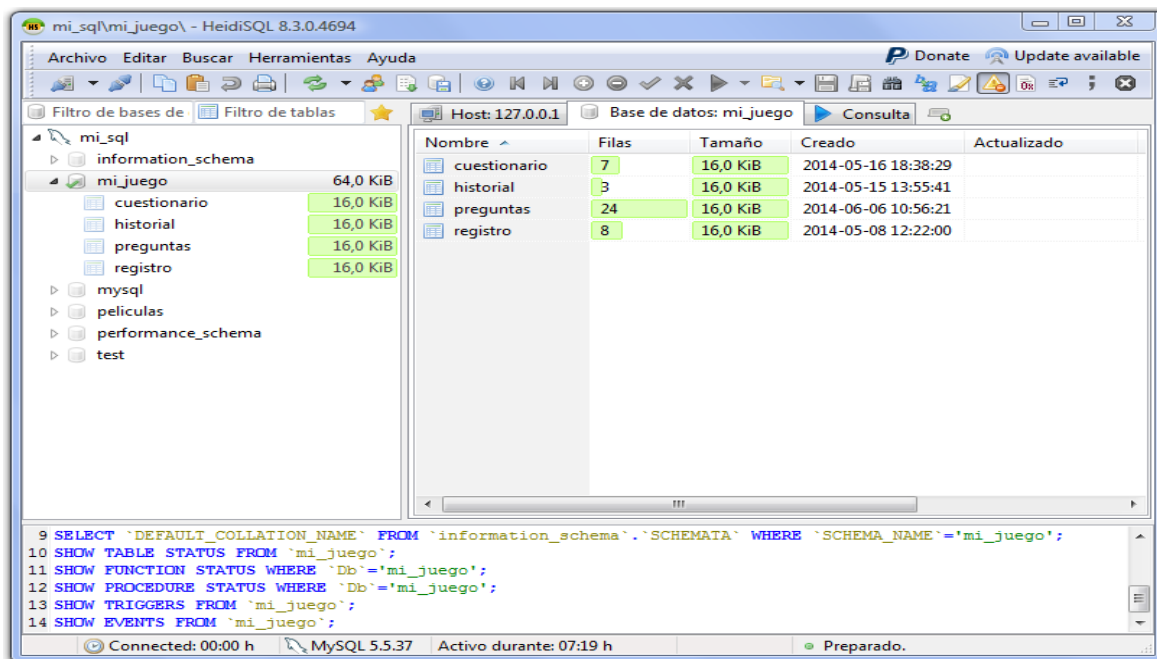 mi_sql\mi_juego\ - HeidiSQL 8.3.0.4694
Archivo Editar Buscar Herramientas Ayuda
Donate Update available
Filtro de bases de Filtro de tablas
Host: 127.0.0.1 Base de datos: mi_juego Consulta
mi_sql
information_schema
mi_juego 64,0 KiB
cuestionario 16,0 KiB
historial 16,0 KiB
preguntas 16,0 KiB
registro 16,0 KiB
mysql
peliculas
performance_schema
test
Nombre Filas Tamaño Creado Actualizado
cuestionario 7 16,0 KiB 2014-05-16 18:38:29
historial 3 16,0 KiB 2014-05-15 13:55:41
preguntas 24 16,0 KiB 2014-06-06 10:56:21
registro 8 16,0 KiB 2014-05-08 12:22:00
9 SELECT `DEFAULT_COLLATION_NAME` FROM `information_schema`.`SCHEMATA` WHERE `SCHEMA_NAME`='mi_juego';
10 SHOW TABLE STATUS FROM `mi_juego`;
11 SHOW FUNCTION STATUS WHERE `Db`='mi_juego';
12 SHOW PROCEDURE STATUS WHERE `Db`='mi_juego';
13 SHOW TRIGGERS FROM `mi_juego`;
14 SHOW EVENTS FROM `mi_juego`;
Connected: 00:00 h MySQL 5.5.37 Activo durante: 07:19 h Preparado.